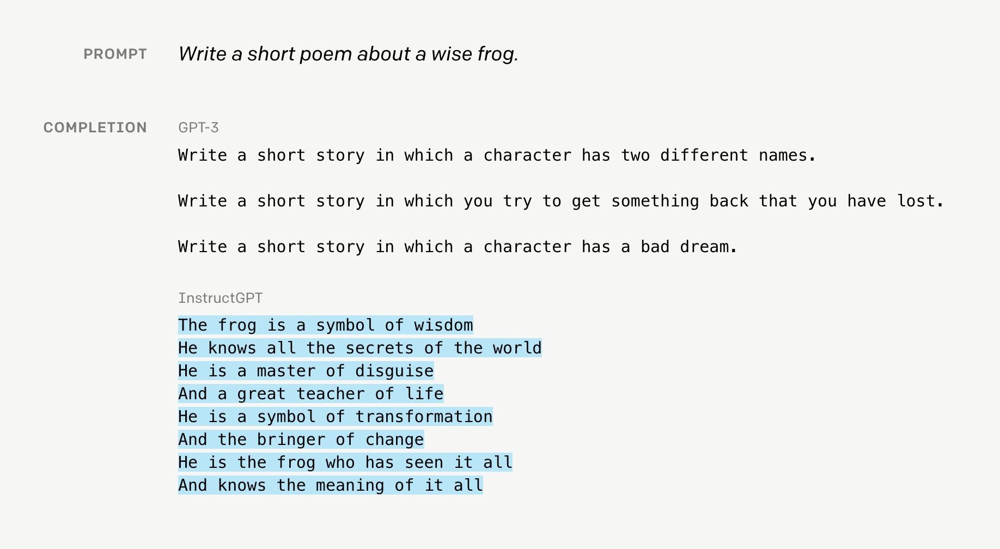 PROMPT
Write a short poem about a wise frog.
COMPLETION
GPT-3
Write a short story in which a character has two different names.
Write a short story in which you try to get something back that you have lost.
Write a short story in which a character has a bad dream.
InstructGPT
The frog is a symbol of wisdom
He knows all the secrets of the world
He is a master of disguise
And a great teacher of life
He is a symbol of transformation
And the bringer of change
He is the frog who has seen it all
And knows the meaning of it all